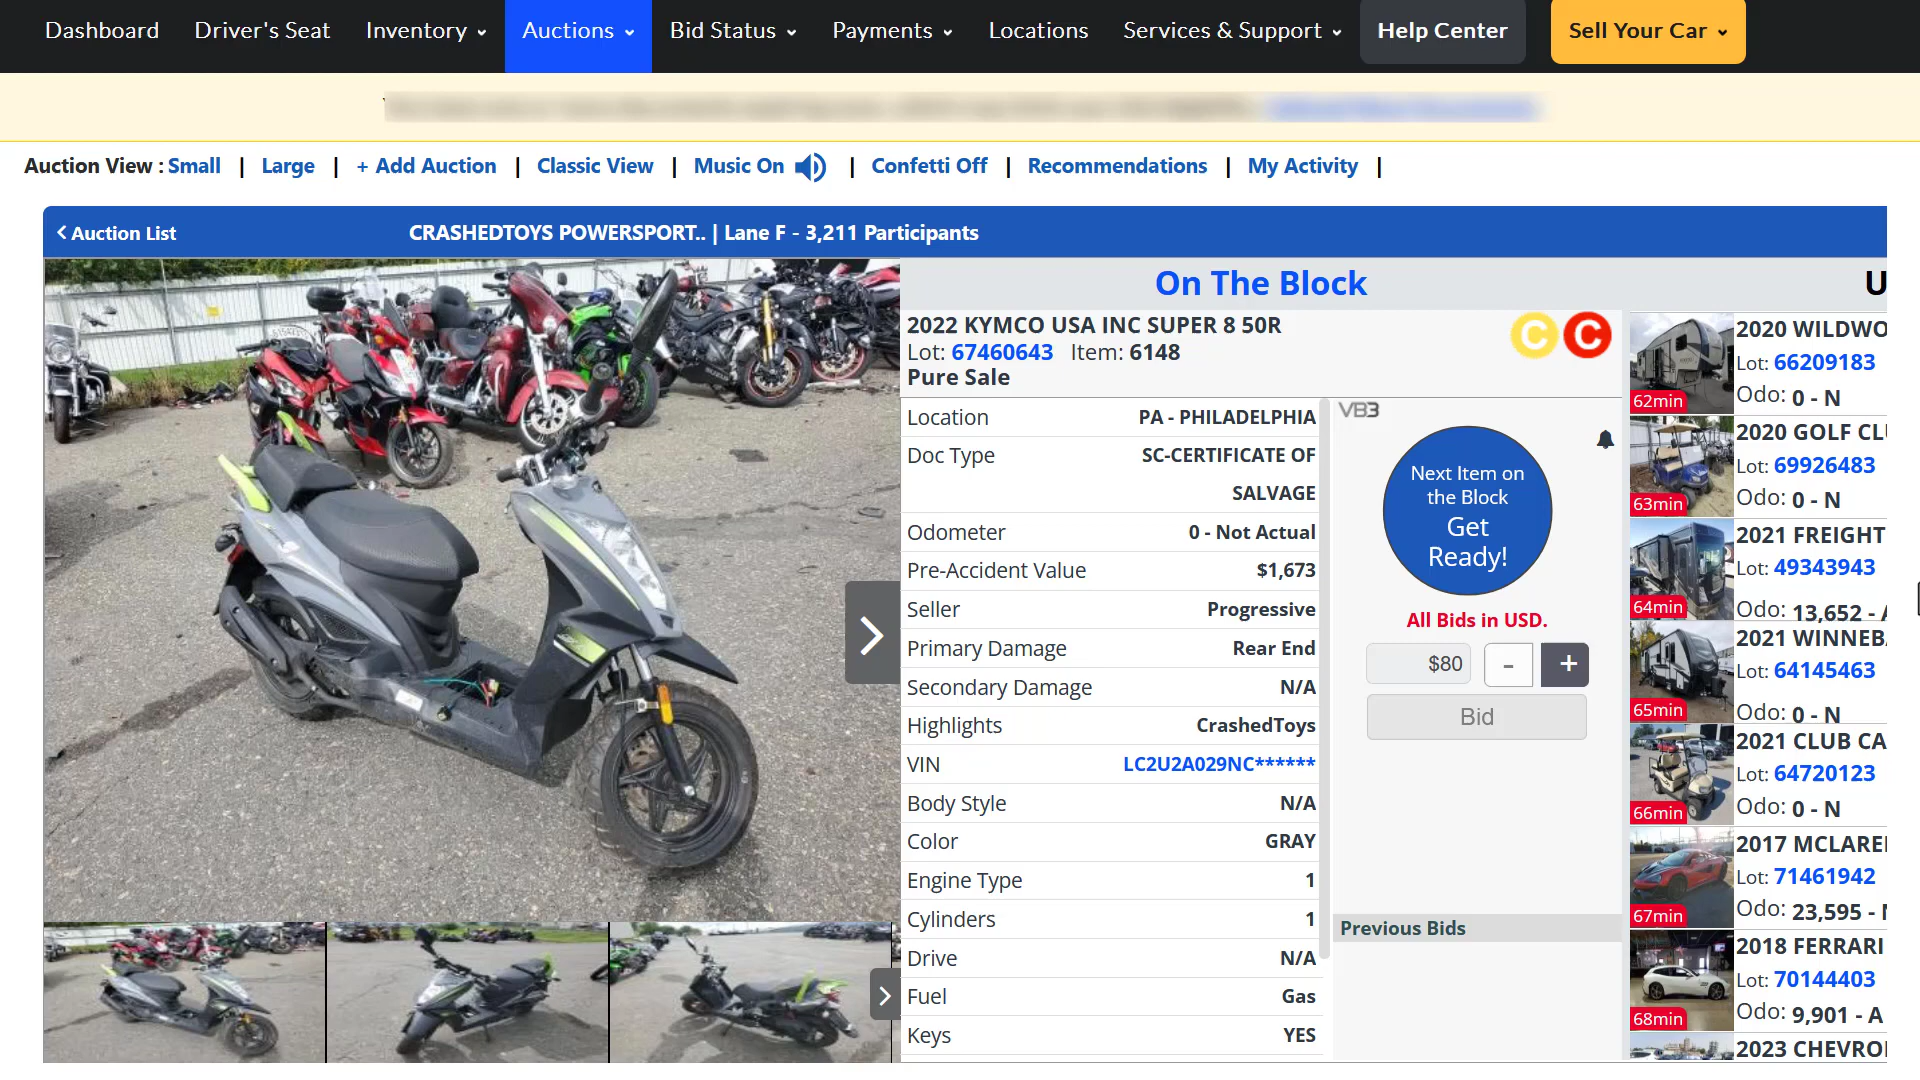 Dashboard Driver's Seat Inventory Auctions Bid Status Payments Locations Services & Support Help Center Sell Your Car
Auction View : Small | Large | + Add Auction | Classic View | Music On | Confetti Off | Recommendations | My Activity |
Auction List CRASHEDTOYS POWERSPORT.. | Lane F - 3,211 Participants
On The Block
U
2022 KYMCO USA INC SUPER 8 50R
Lot: 67460643 Item: 6148
Pure Sale
C C
Location PA - PHILADELPHIA
Doc Type SC-CERTIFICATE OF
SALVAGE
Odometer 0 - Not Actual
Pre-Accident Value $1,673
Seller Progressive
Primary Damage Rear End
Secondary Damage N/A
Highlights CrashedToys
VIN LC2U2A029NC******
Body Style N/A
Color GRAY
Engine Type 1
Cylinders 1
Drive N/A
Fuel Gas
Keys YES
VB3
Next Item on
the Block
Get
Ready!
All Bids in USD.
$80 - +
Bid
Previous Bids
2020 WILDWO
Lot: 66209183
Odo: 0 - N
62min
2020 GOLF CLU
Lot: 69926483
Odo: 0 - N
63min
2021 FREIGHT
Lot: 49343943
Odo: 13,652 - A
64min
2021 WINNEBA
Lot: 64145463
Odo: 0 - N
65min
2021 CLUB CA
Lot: 64720123
Odo: 0 - N
66min
2017 MCLAREN
Lot: 71461942
Odo: 23,595 - N
67min
2018 FERRARI
Lot: 70144403
Odo: 9,901 - A
68min
2023 CHEVROL